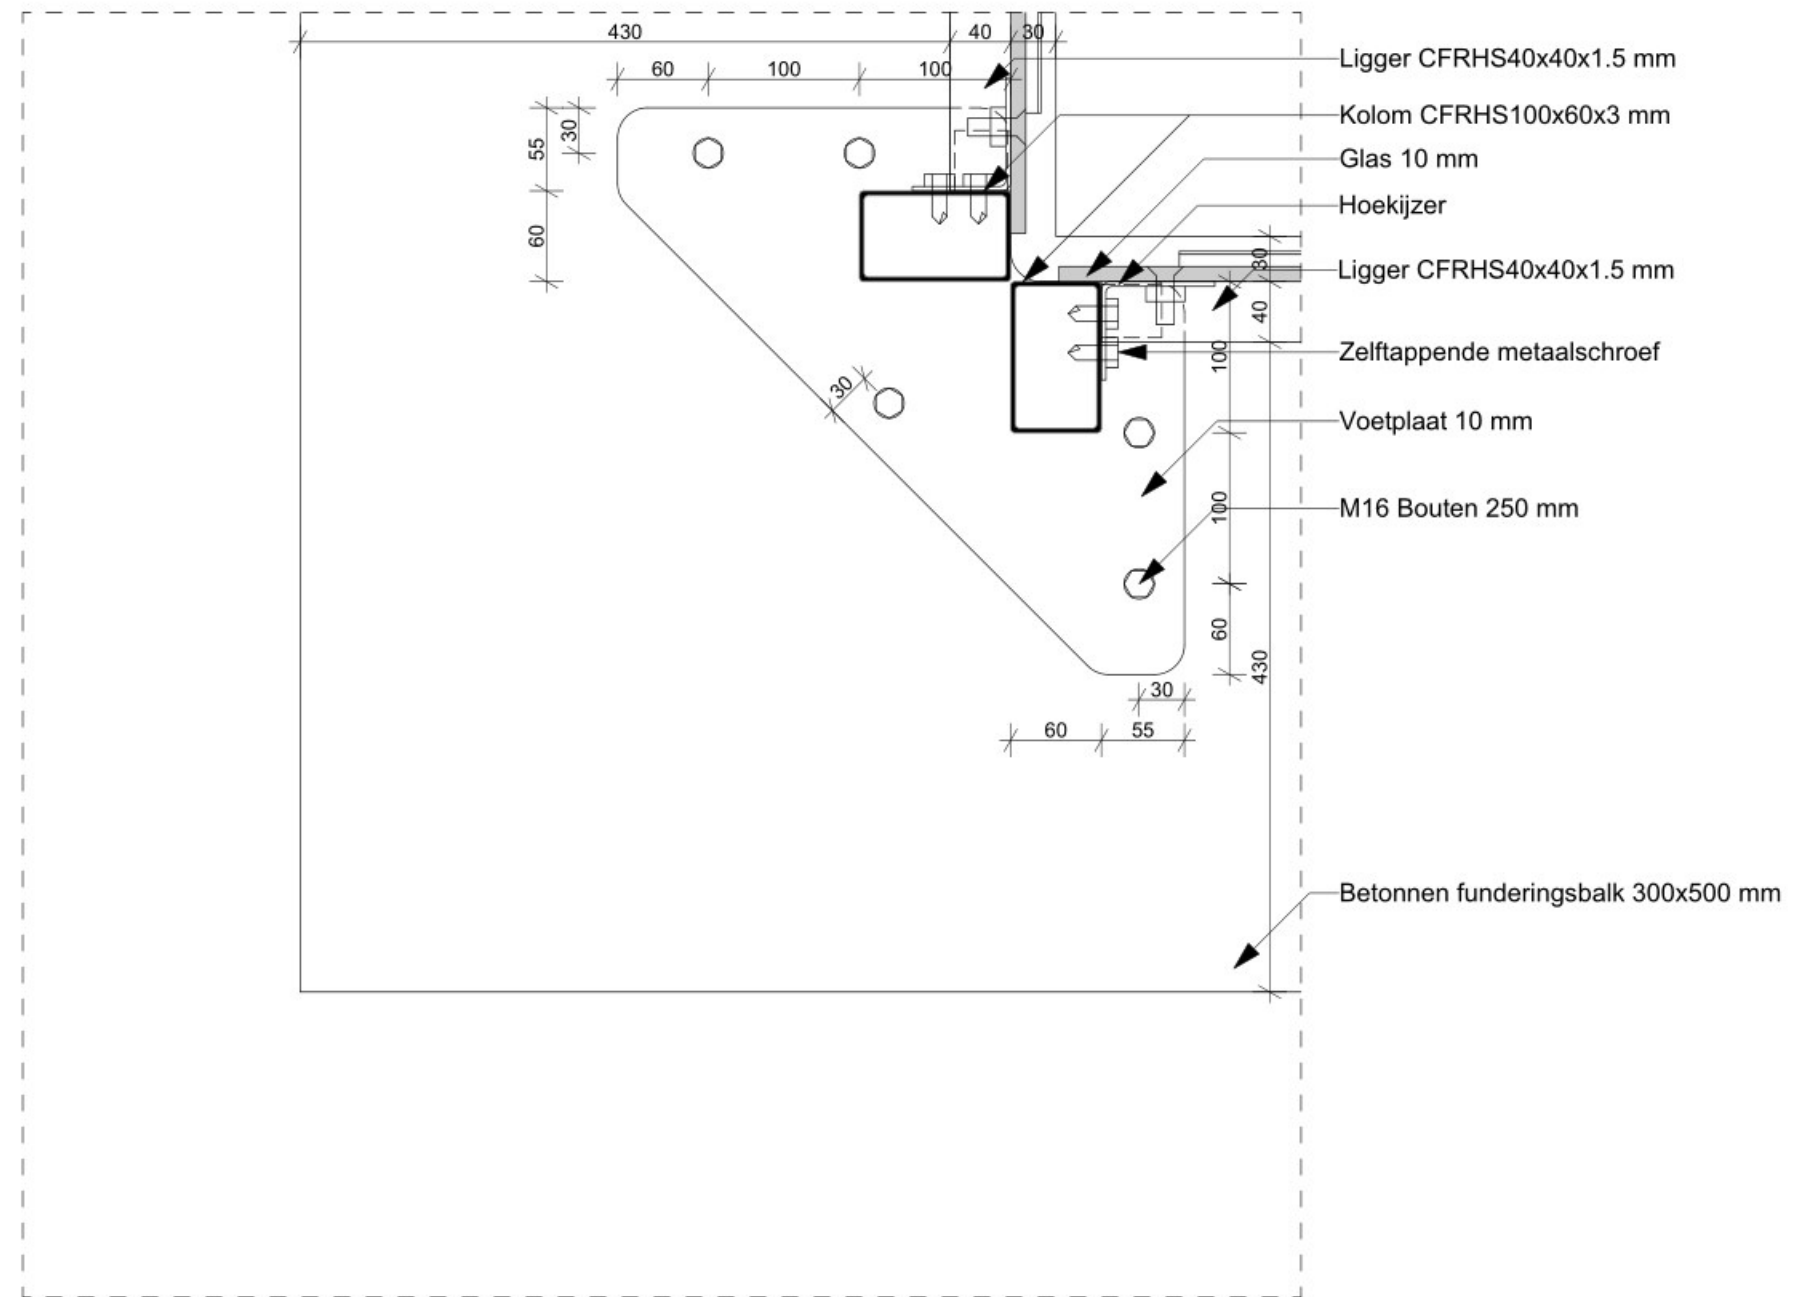 430
40
30
60
100
100
Ligger CFRHS40x40x1.5 mm
Kolom CFRHS100x60x3 mm
Glas 10 mm
Hoekijzer
Ligger CFRHS40x40x1.5 mm
Zelftappende metaalschroef
Voetplaat 10 mm
M16 Bouten 250 mm
Betonnen funderingsbalk 300x500 mm
55
30
60
30
30
40
100
100
60
430
30
60
55